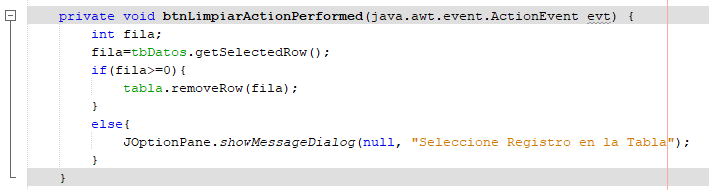 private void btnLimpiarActionPerformed(java.awt.event.ActionEvent evt) {
int fila;
fila=tbDatos.getSelectedRow();
if(fila>=0){
tabla.removeRow(fila);
}
else{
JOptionPane.showMessageDialog(null, "Seleccione Registro en la Tabla");
}
}